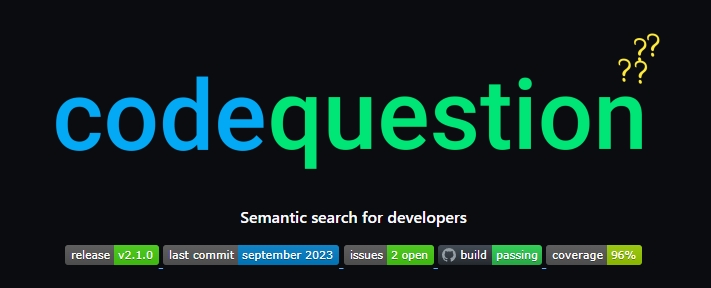 ??
??
codequestion
Semantic search for developers
release v2.1.0 last commit september 2023 issues 2 open build passing coverage 96%